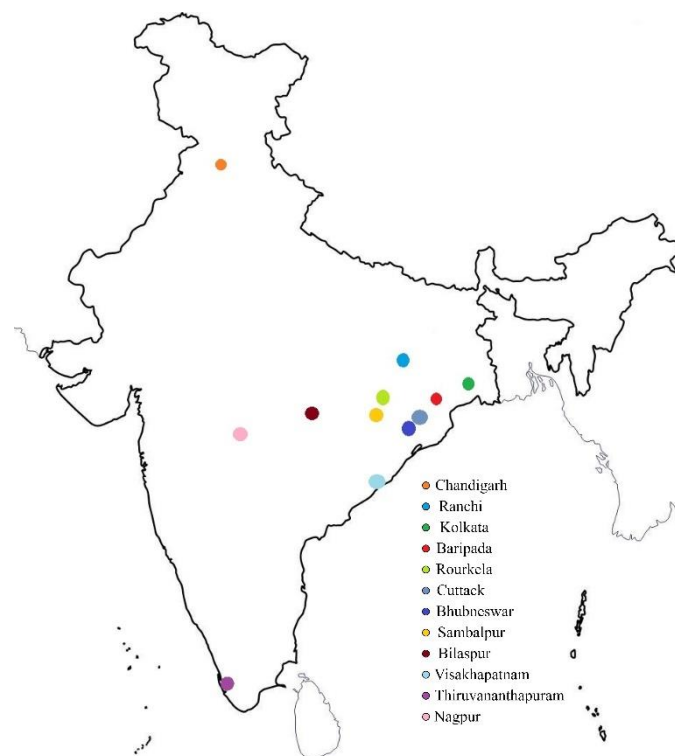 Chandigarh
Ranchi
Kolkata
Baripada
Rourkela
Cuttack
Bhubneswar
Sambalpur
Bilaspur
Visakhapatnam
Thiruvananthapuram
Nagpur